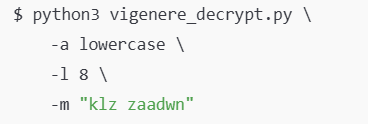 $ python3 vigenere_decrypt.py \
-a lowercase \
-l 8 \
-m "klz zaadwn"